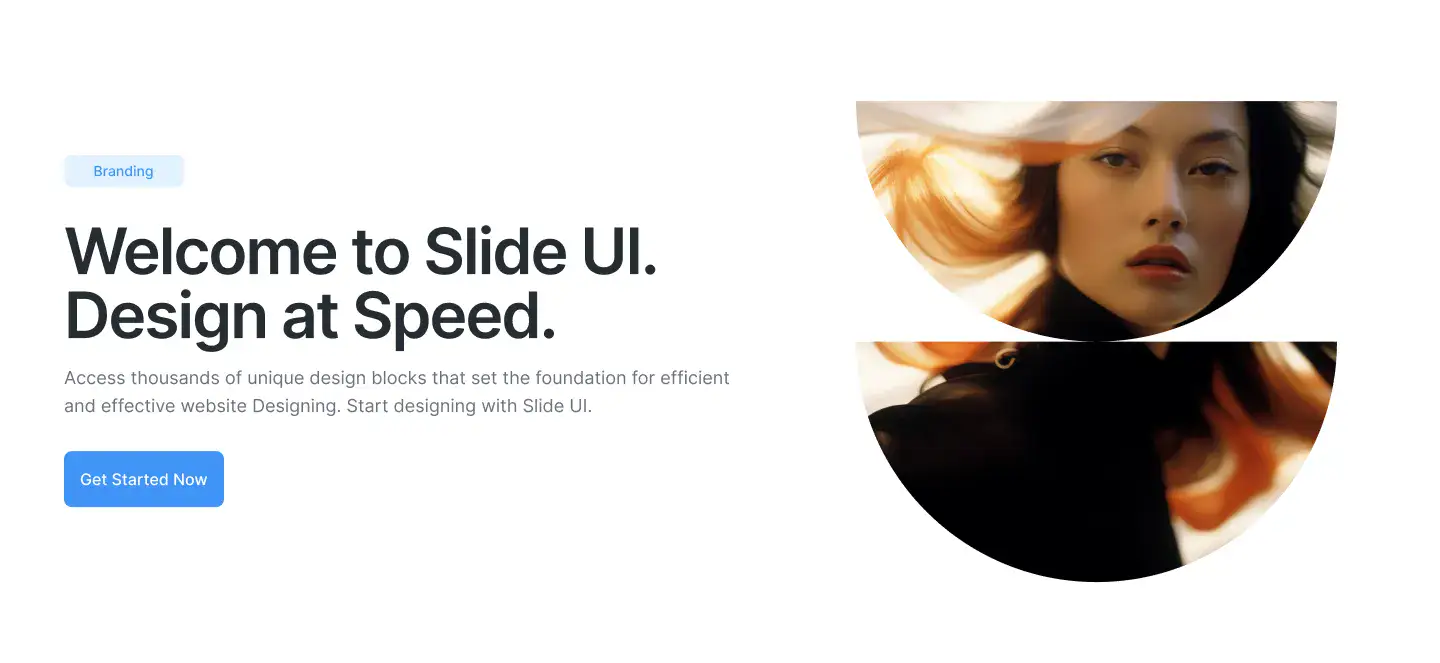 Branding
Welcome to Slide UI.
Design at Speed.
Access thousands of unique design blocks that set the foundation for efficient
and effective website Designing. Start designing with Slide UI.
Get Started Now